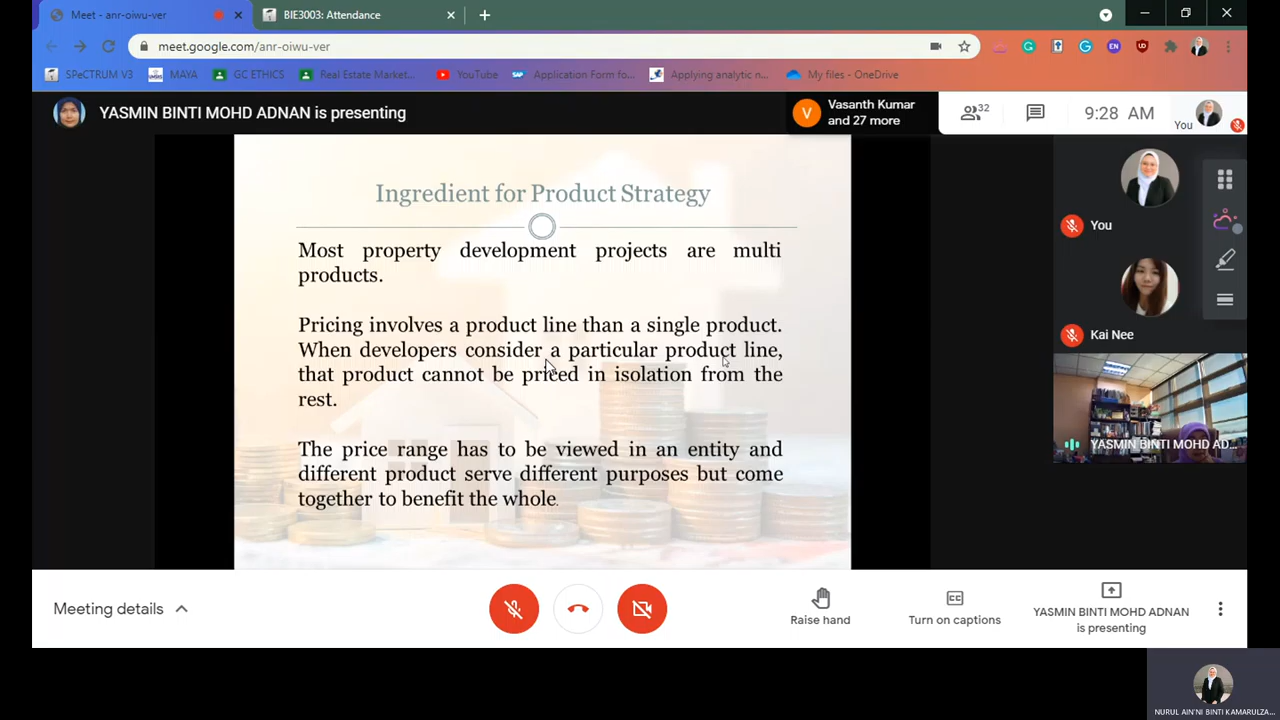 Meet - anr-oiwu-ver
BIE3003: Attendance
meet.google.com/anr-oiwu-ver
SPeCTRUM V3
MAYA
GC ETHICS
Real Estate Market...
YouTube
Application Form fo...
Applying analytic n...
My files - OneDrive
YASMIN BINTI MOHD ADNAN is presenting
V
Vasanth Kumar
and 27 more
32
9:28 AM
You
Ingredient for Product Strategy
Most property development projects are multi
products.
Pricing involves a product line than a single product.
When developers consider a particular product line,
that product cannot be priced in isolation from the
rest.
The price range has to be viewed in an entity and
different product serve different purposes but come
together to benefit the whole.
You
Kai Nee
YASMIN BINTI MOHD AD...
Meeting details
Raise hand
CC
Turn on captions
YASMIN BINTI MOHD ADNAN
is presenting
NURUL AIN'NI BINTI KAMARULZA...